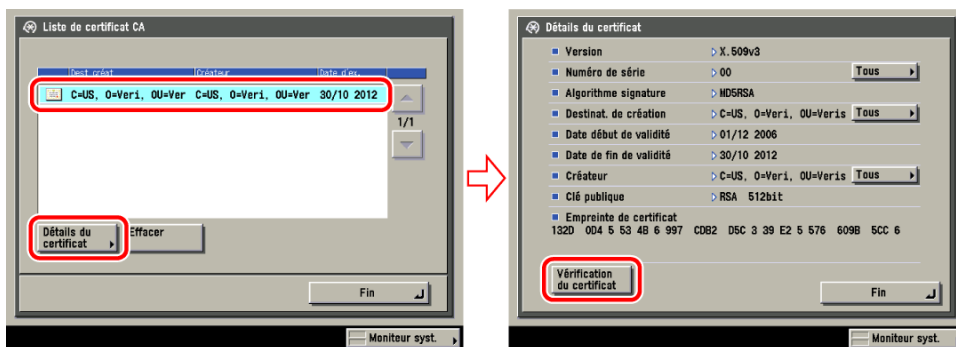 Liste de certificat CA
Dest créat Créateur Date d'ex.
C=US, O=Veri, OU=Ver C=US, O=Veri, OU=Ver 30/10 2012
1/1
Détails du
certificat
Effacer
Fin
Moniteur syst.
Détails du certificat
Version X.509v3
Numéro de série 00 Tous
Algorithme signature MD5RSA
Destinat. de création C=US, O=Veri, OU=Veris Tous
Date début de validité 01/12 2006
Date de fin de validité 30/10 2012
Créateur C=US, O=Veri, OU=Veris Tous
Clé publique RSA 512bit
Empreinte de certificat
132D 0D4 5 53 4B 6 997 CDB2 D5C 3 39 E2 5 576 609B 5CC 6
Vérification
du certificat
Fin
Moniteur syst.